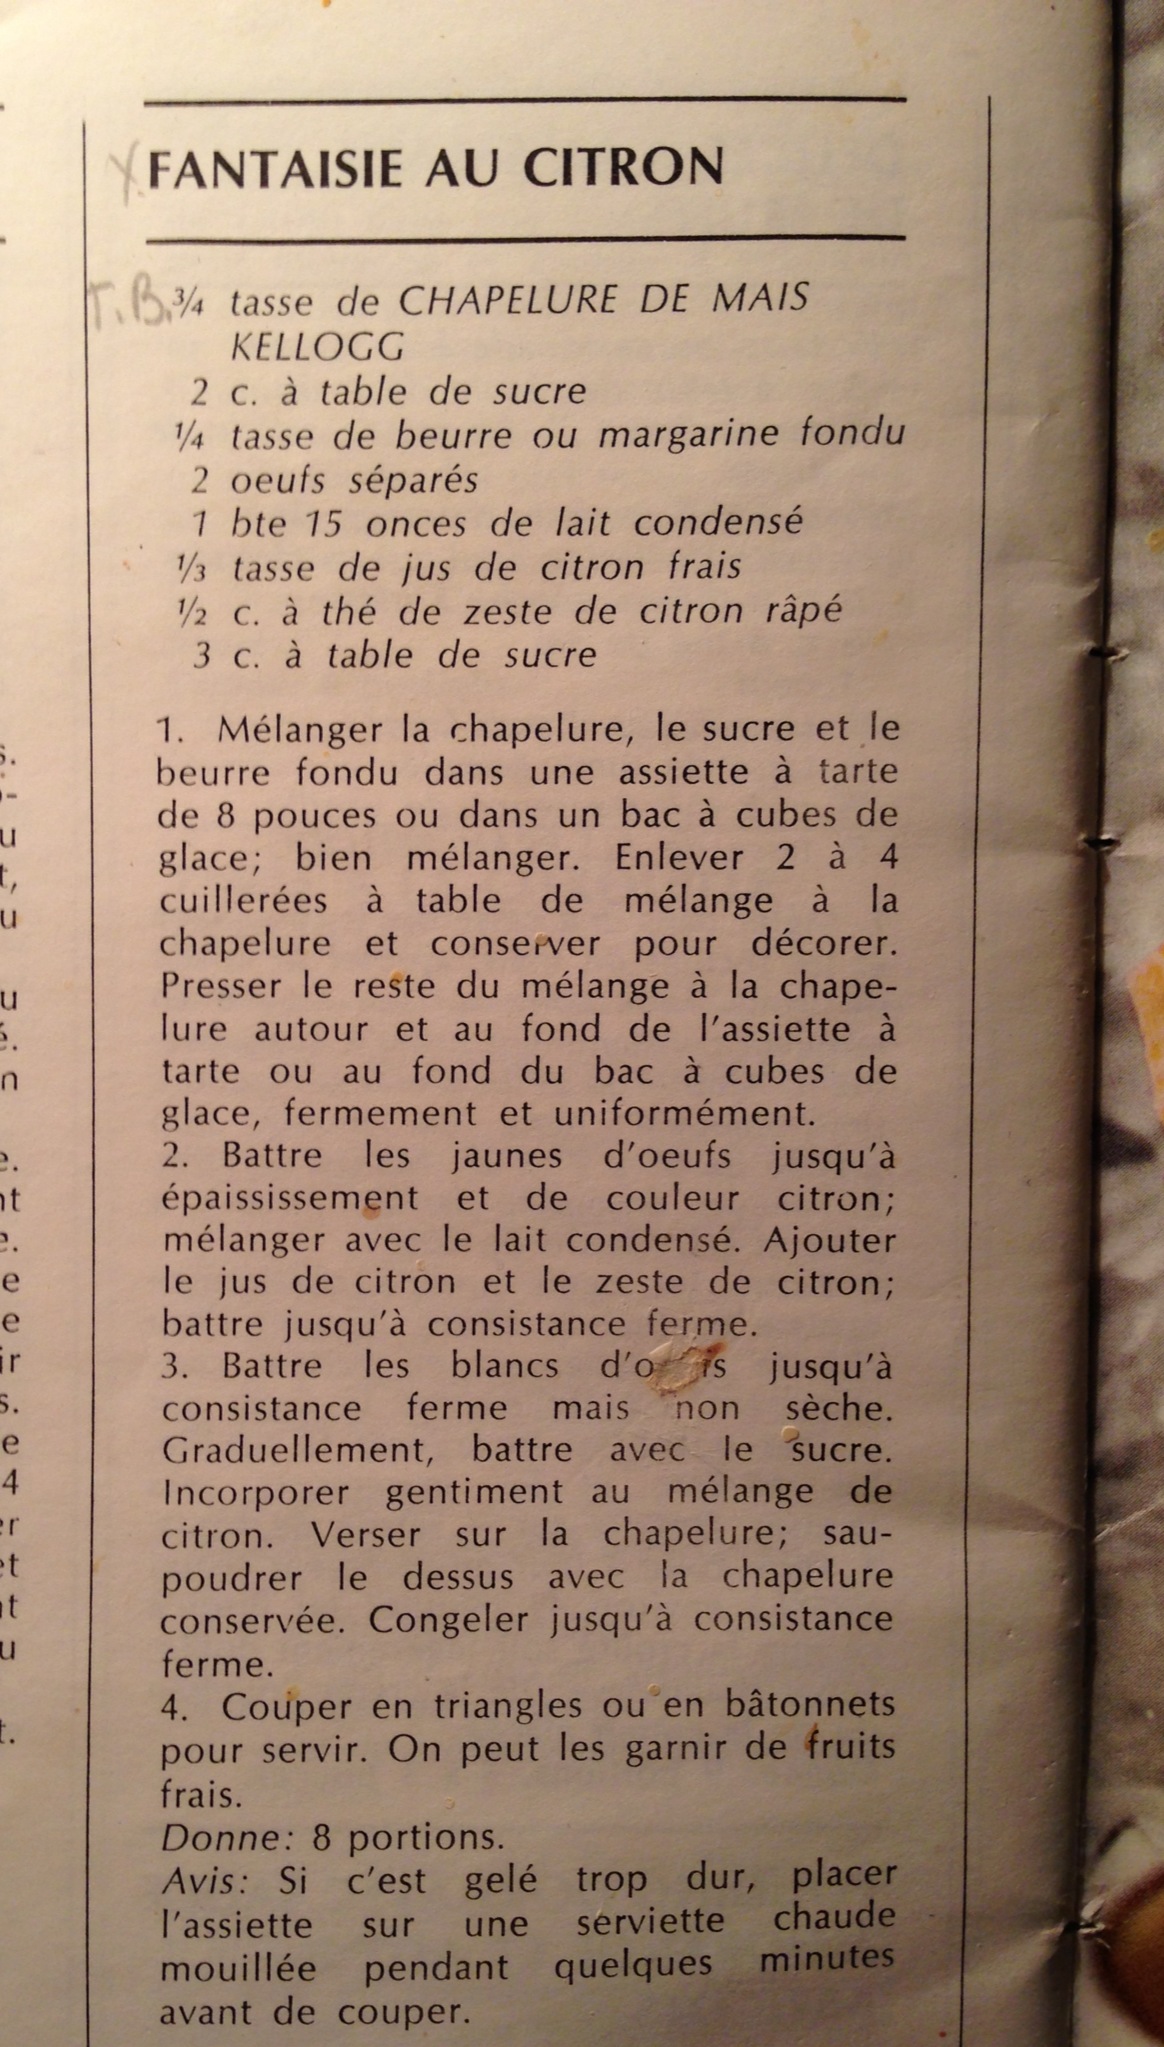 FANTAISIE AU CITRON
T.B. ¾ tasse de CHAPELURE DE MAIS
KELLOGG
2 c. à table de sucre
¼ tasse de beurre ou margarine fondu
2 oeufs séparés
1 bte 15 onces de lait condensé
⅓ tasse de jus de citron frais
½ c. à thé de zeste de citron râpé
3 c. à table de sucre
1. Mélanger la chapelure, le sucre et le
beurre fondu dans une assiette à tarte
de 8 pouces ou dans un bac à cubes de
glace; bien mélanger. Enlever 2 à 4
cuillerées à table de mélange à la
chapelure et conserver pour décorer.
Presser le reste du mélange à la chape-
lure autour et au fond de l'assiette à
tarte ou au fond du bac à cubes de
glace, fermement et uniformément.
2. Battre les jaunes d'oeufs jusqu'à
épaississement et de couleur citron;
mélanger avec le lait condensé. Ajouter
le jus de citron et le zeste de citron;
battre jusqu'à consistance ferme.
3. Battre les blancs jusqu'à
consistance ferme mais non sèche.
Graduellement, battre avec le sucre.
Incorporer gentiment au mélange de
citron. Verser sur la chapelure; sau-
poudrer le dessus avec la chapelure
conservée. Congeler jusqu'à consistance
ferme.
4. Couper en triangles ou en bâtonnets
pour servir. On peut les garnir de fruits
frais.
Donne: 8 portions.
Avis: Si c'est gelé trop dur, placer
l'assiette sur une serviette chaude
mouillée pendant quelques minutes
avant de couper.